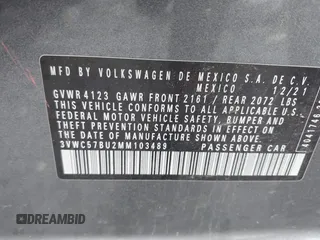 MFD BY VOLKSWAGEN DE MEXICO S.A. DE C.V.
MEXICO 12/21
GVWR 4123 GAWR FRONT 2161 / REAR 2072 LBS
THIS VEHICLE CONFORMS TO ALL APPLICABLE
FEDERAL MOTOR VEHICLE SAFETY, BUMPER AND
THEFT PREVENTION STANDARDS IN EFFECT ON
THE DATE OF MANUFACTURE SHOWN ABOVE.
3VWC57BU2MM103489 PASSENGER CAR
DREAMBID